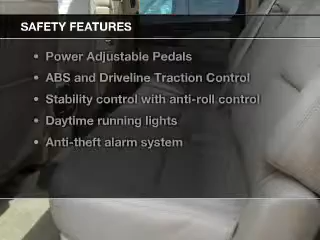 SAFETY FEATURES
• Power Adjustable Pedals
• ABS and Driveline Traction Control
• Stability control with anti-roll control
• Daytime running lights
• Anti-theft alarm system